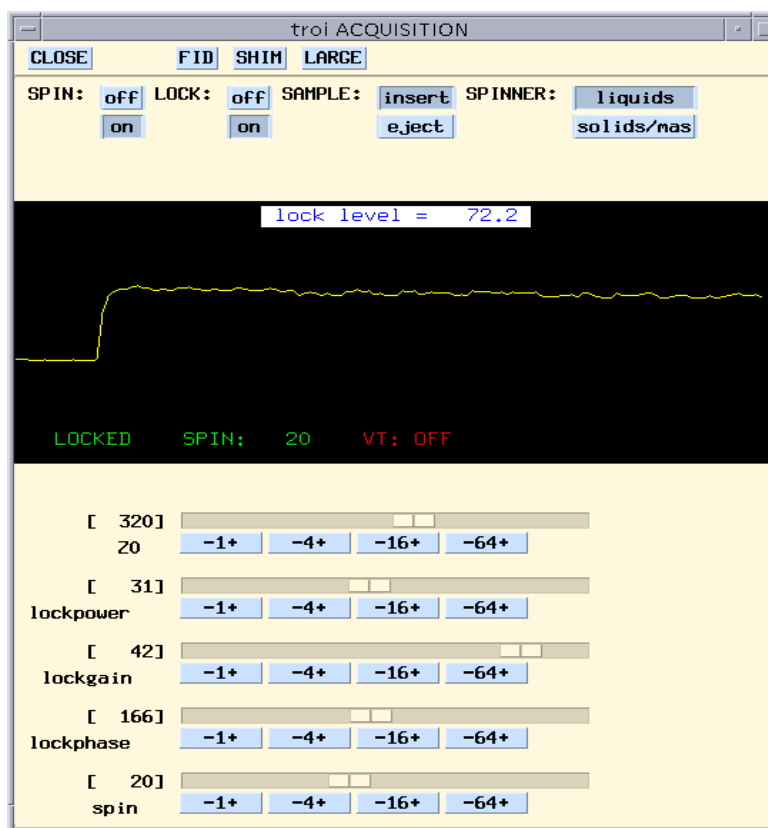 troi ACQUISITION
CLOSE FID SHIM LARGE
SPIN: off LOCK: off SAMPLE: insert SPINNER: liquids
on on eject solids/mas
lock level = 72.2
LOCKED SPIN: 20 VT: OFF
[ 320]
Z0 -1+ -4+ -16+ -64+
[ 31]
lockpower -1+ -4+ -16+ -64+
[ 42]
lockgain -1+ -4+ -16+ -64+
[ 166]
lockphase -1+ -4+ -16+ -64+
[ 20]
spin -1+ -4+ -16+ -64+